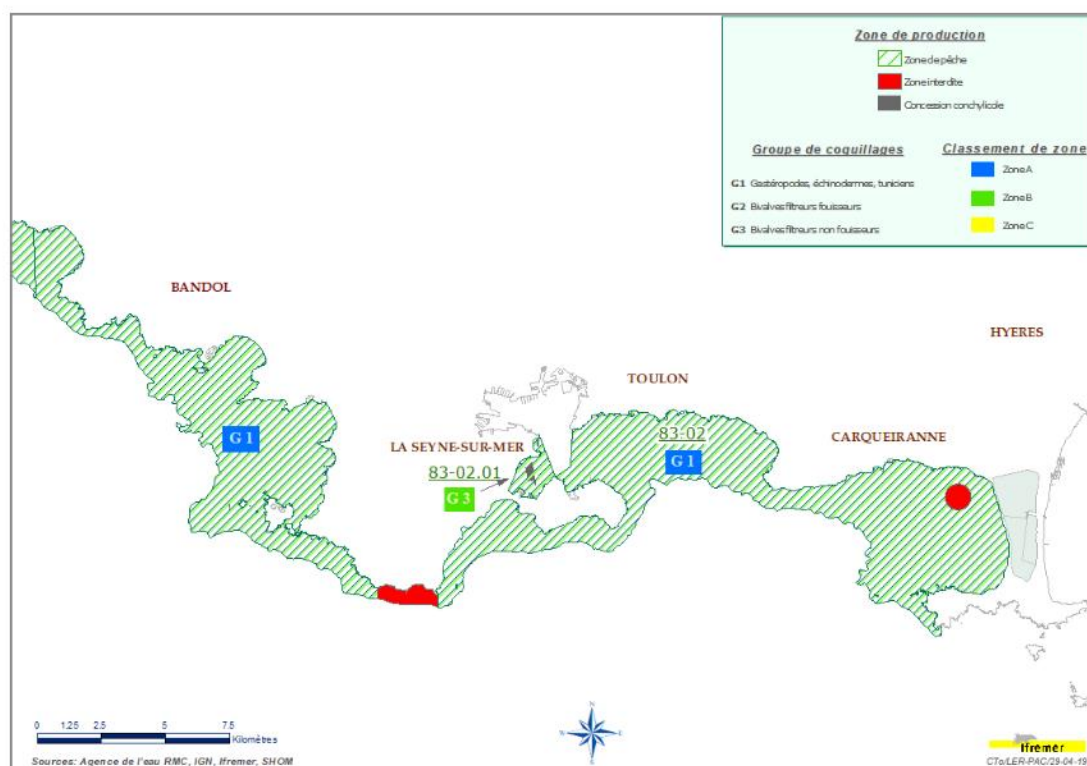 Zone de production
Zone de pêche
Zone interdite
Concession conchylicole
Groupe de coquillages
Classement de zone
G1 Gastéropodes, échinodermes, tuniciers
Zone A
G2 Bivalves filtreurs fouisseurs
Zone B
G3 Bivalves filtreurs non fouisseurs
Zone C
BANDOL
HYERES
TOULON
LA SEYNE-SUR-MER
83-02
CARQUEIRANNE
G 1
G 1
83-02.01
G 3
0 1.25 2.5 5 7.5
Kilomètres
N
Sources: Agence de l'eau RMC, IGN, Ifremer, SHOM
Ifremer
CTo/LER-PAC/29-04-19